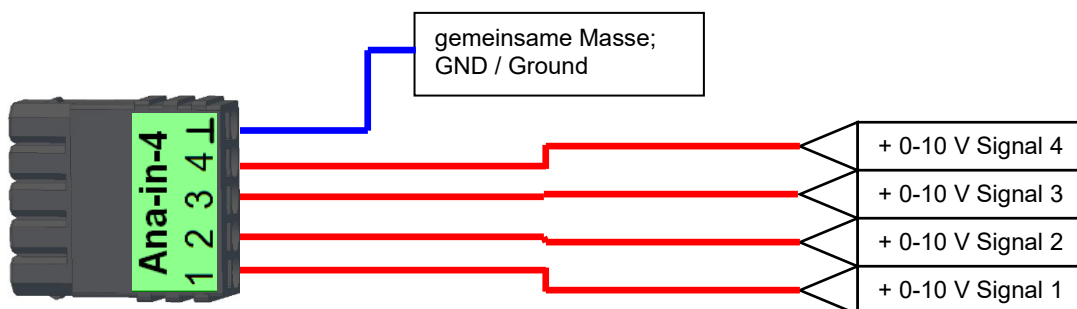 gemeinsame Masse;
GND / Ground
Ana-in-4
1 2 3 4 ⊥
+ 0-10 V Signal 4
+ 0-10 V Signal 3
+ 0-10 V Signal 2
+ 0-10 V Signal 1